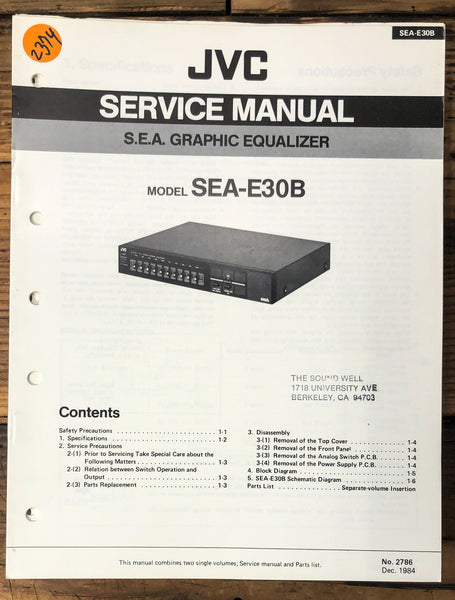 2374
SEA-E30B
JVC
SERVICE MANUAL
S.E.A. GRAPHIC EQUALIZER
MODEL SEA-E30B
JVC
THE SOUND WELL
1718 UNIVERSITY AVE
BERKELEY, CA 94703
Contents
Safety Precautions 1-1
1. Specifications 1-2
2. Service Precautions
2-(1) Prior to Servicing Take Special Care about the
Following Matters 1-3
2-(2) Relation between Switch Operation and
Output 1-3
2-(3) Parts Replacement 1-3
3. Disassembly
3-(1) Removal of the Top Cover 1-4
3-(2) Removal of the Front Panel 1-4
3-(3) Removal of the Analog Switch P.C.B. 1-4
3-(4) Removal of the Power Supply P.C.B. 1-4
4. Block Diagram 1-5
5. SEA-E30B Schematic Diagram 1-6
Parts List Separate-volume Insertion
This manual combines two single volumes; Service manual and Parts list.
No. 2786
Dec. 1984